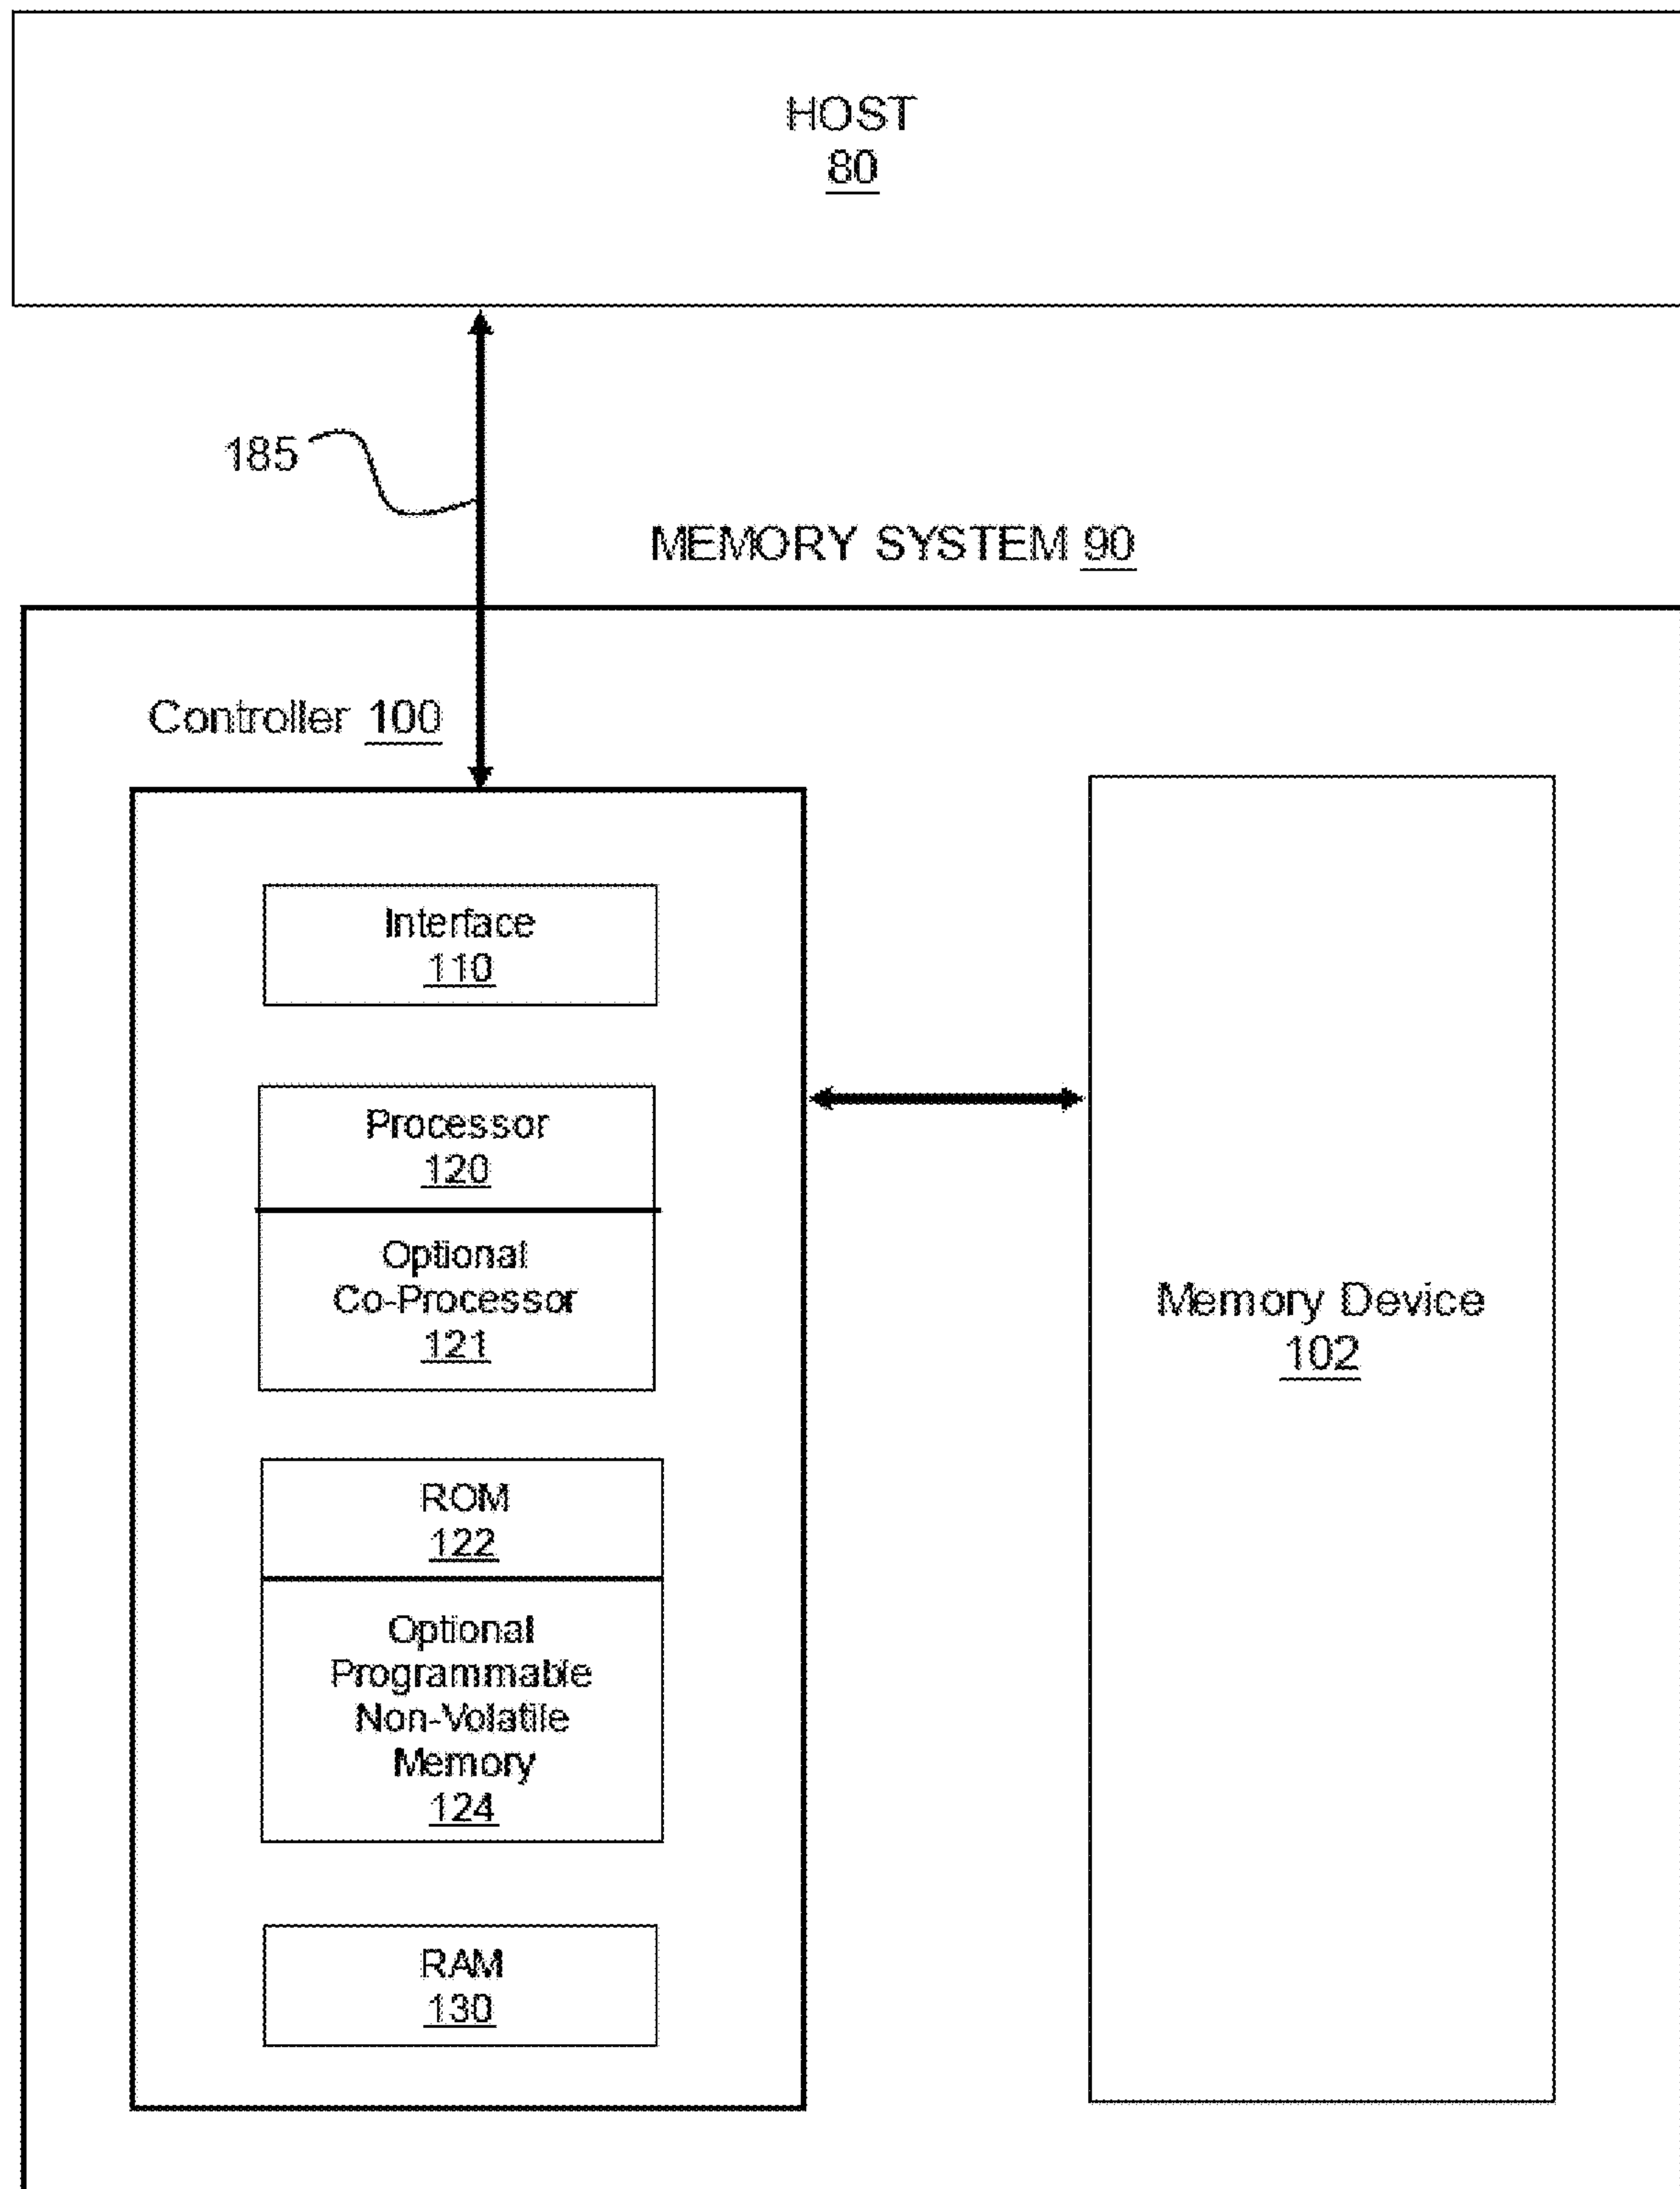 HOST
80
185
MEMORY SYSTEM 90
Controller 100
Interface
110
Processor
120
Optional
Co-Processor
121
ROM
122
Optional
Programmable
Non-Volatile
Memory
124
RAM
130
Memory Device
102